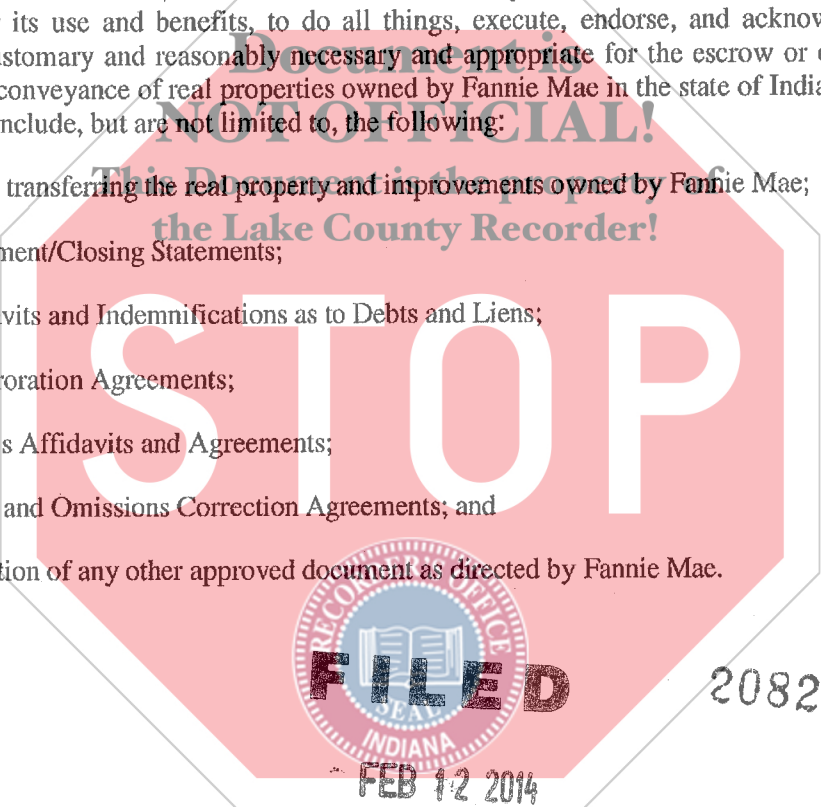 its use and benefits, to do all things, execute, endorse, and acknow
ustomary and reasonably necessary and appropriate for the escrow or
Document is
conveyance of real properties owned by Fannie Mae in the state of India
NOT OFFICIAL!
nclude, but are not limited to, the following:
This Document is the property of
transferring the real property and improvements owned by Fannie Mae;
the Lake County Recorder!
ment/Closing Statements;
vits and Indemnifications as to Debts and Liens;
STOP
roration Agreements;
s Affidavits and Agreements;
and Omissions Correction Agreements; and
tion of any other approved document as directed by Fannie Mae.
RECORDER'S OFFICE
FILED
2082
SEAL
INDIANA
FEB 12 2014